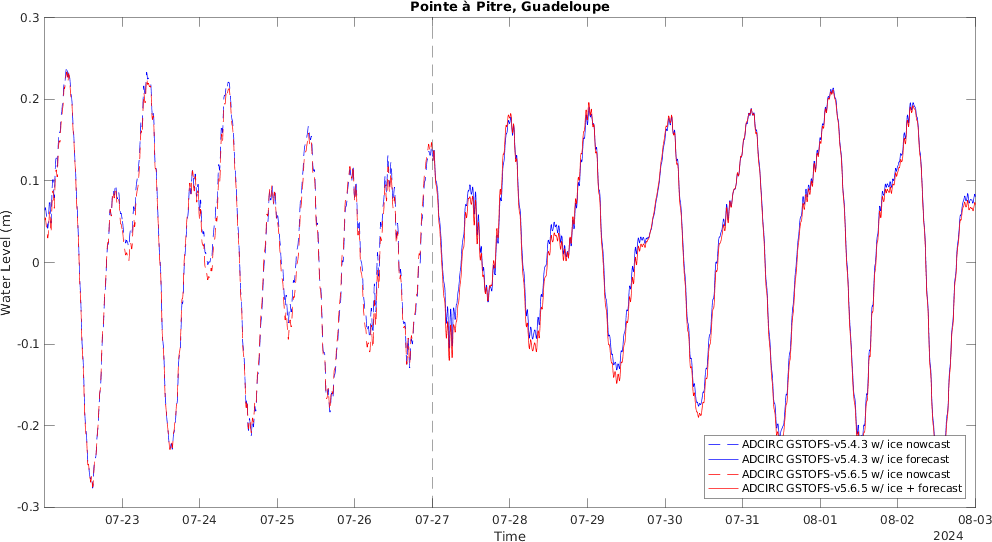 Pointe à Pitre, Guadeloupe
Water Level (m)
0.3
0.2
0.1
0
-0.1
-0.2
-0.3
ADCIRC GSTOFS-v5.4.3 w/ ice nowcast
ADCIRC GSTOFS-v5.4.3 w/ ice forecast
ADCIRC GSTOFS-v5.6.5 w/ ice nowcast
ADCIRC GSTOFS-v5.6.5 w/ ice + forecast
07-23 07-24 07-25 07-26 07-27 07-28 07-29 07-30 07-31 08-01 08-02 08-03
Time
2024